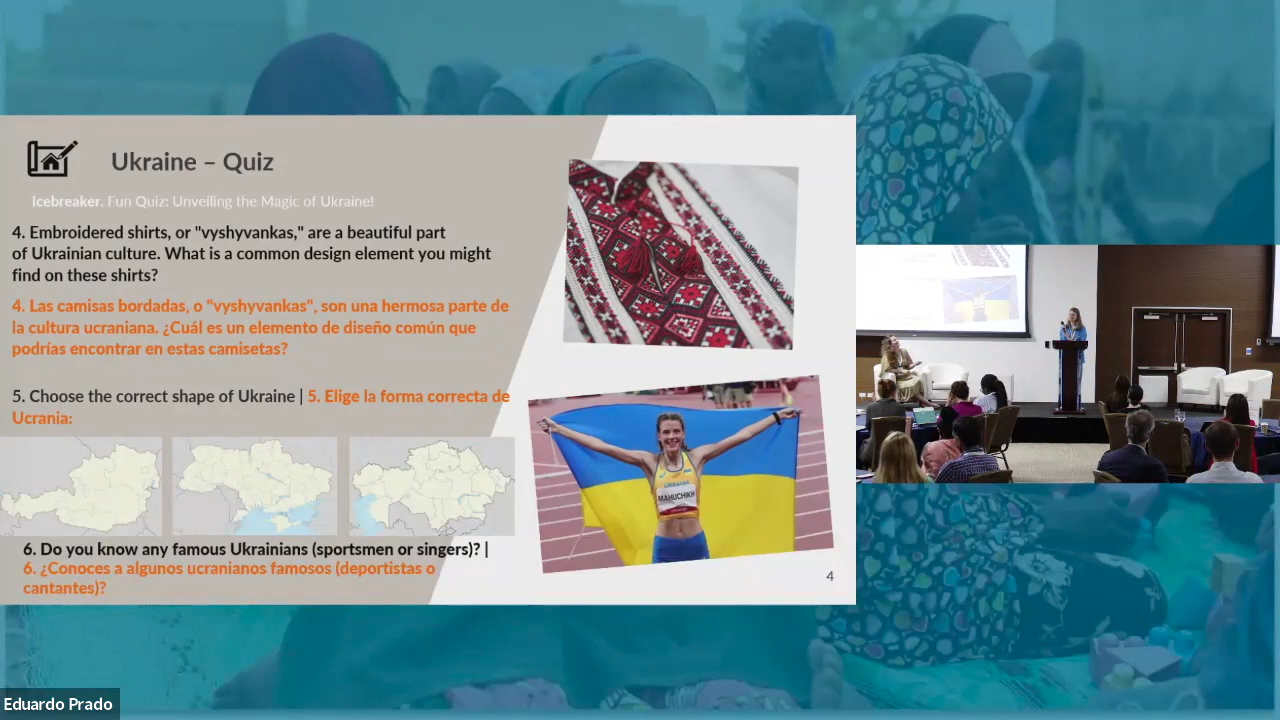 Ukraine – Quiz
Icebreaker. Fun Quiz: Unveiling the Magic of Ukraine!
4. Embroidered shirts, or "vyshyvankas," are a beautiful part
of Ukrainian culture. What is a common design element you might
find on these shirts?
4. Las camisas bordadas, o "vyshyvankas", son una hermosa parte de
la cultura ucraniana. ¿Cuál es un elemento de diseño común que
podrías encontrar en estas camisetas?
5. Choose the correct shape of Ukraine | 5. Elige la forma correcta de
Ucrania:
6. Do you know any famous Ukrainians (sportsmen or singers)? |
6. ¿Conoces a algunos ucranianos famosos (deportistas o
cantantes)?
UKRAINE
MAHUCHIKH
4
Eduardo Prado